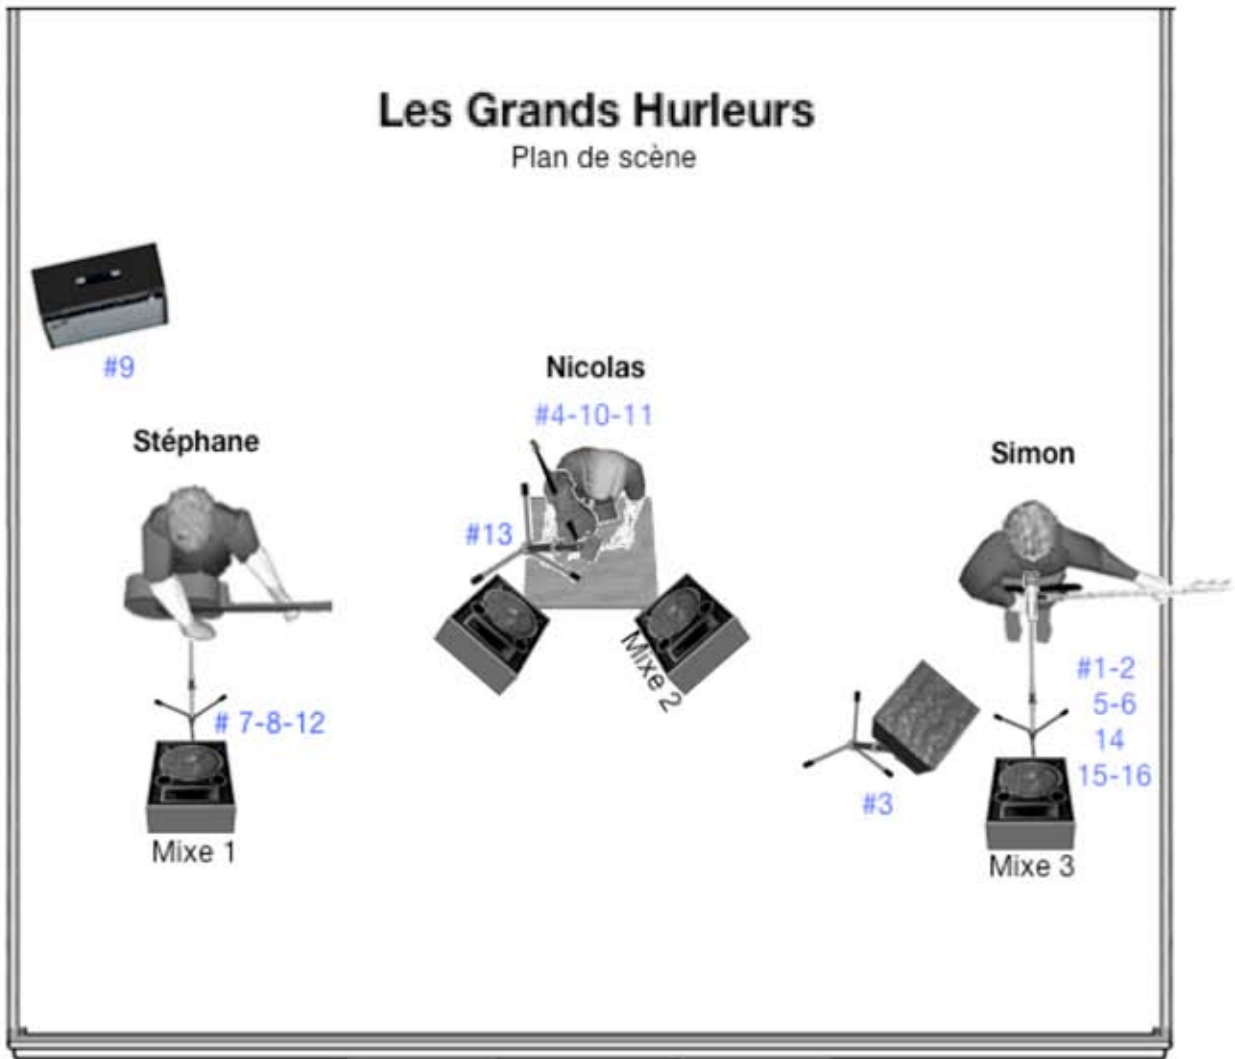 Les Grands Hurleurs
Plan de scène
#9
Nicolas
#4-10-11
Stéphane
Simon
#13
Mixe 2
#1-2
5-6
14
15-16
# 7-8-12
#3
Mixe 1
Mixe 3